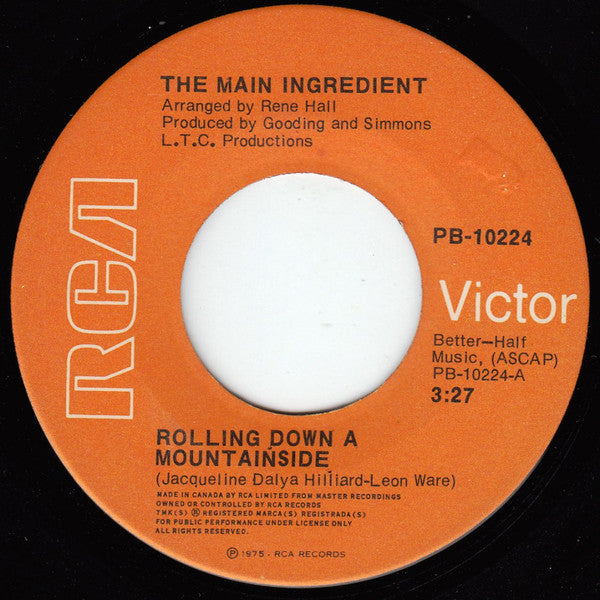 THE MAIN INGREDIENT
Arranged by Rene Hall
Produced by Gooding and Simmons
L.T.C. Productions
RCA
PB-10224
Victor
Better-Half
Music, (ASCAP)
PB-10224-A
3:27
ROLLING DOWN A
MOUNTAINSIDE
(Jacqueline Dalya Hilliard-Leon Ware)
MADE IN CANADA BY RCA LIMITED FROM MASTER RECORDINGS
OWNED OR CONTROLLED BY RCA RECORDS
TMK(S) ® REGISTERED MARCA(S) REGISTRADA(S)
FOR PUBLIC PERFORMANCE UNDER LICENSE ONLY
ALL RIGHTS RESERVED.
℗ 1975 - RCA RECORDS